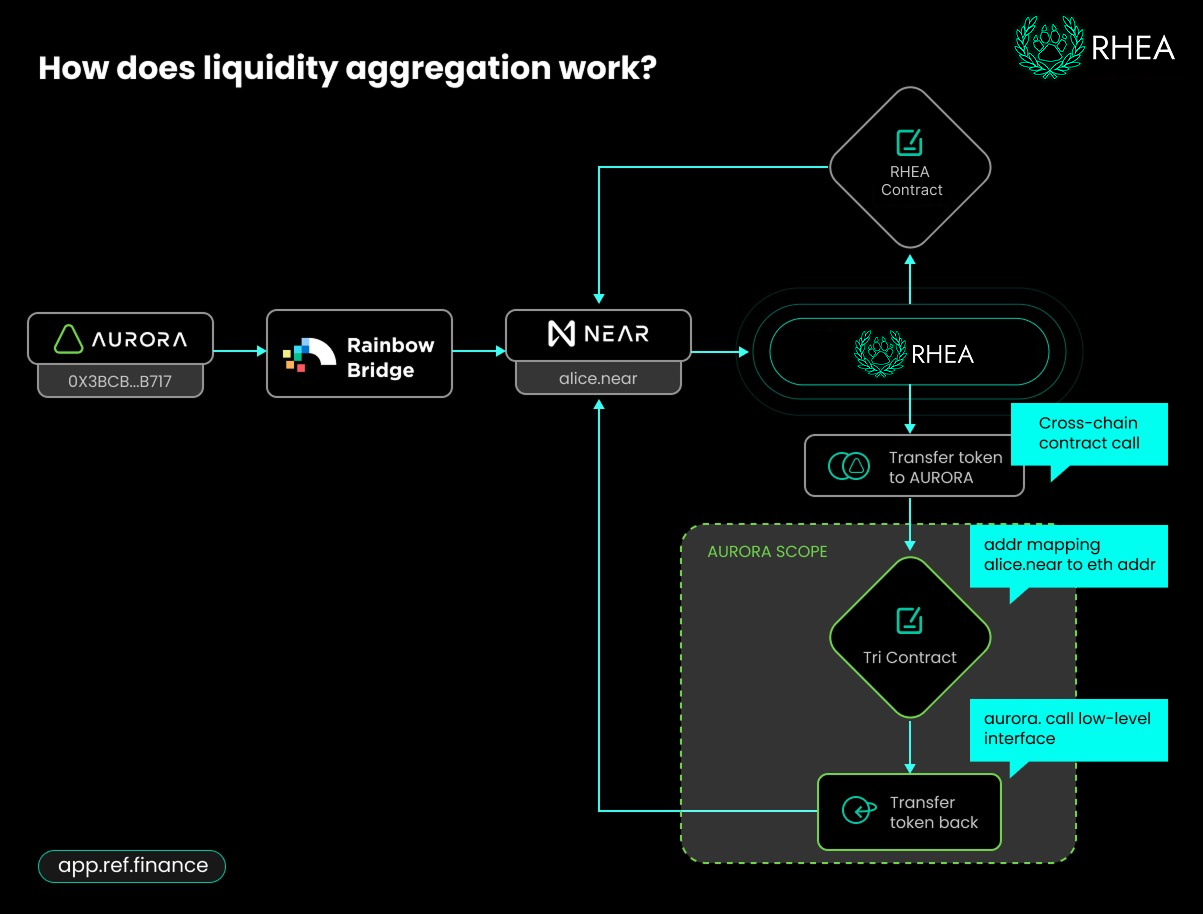 How does liquidity aggregation work?
RHEA
RHEA
Contract
AURORA
0X3BCB...B717
Rainbow
Bridge
NEAR
alice.near
RHEA
Cross-chain
contract call
Transfer token
to AURORA
AURORA SCOPE
addr mapping
alice.near to eth addr
Tri Contract
aurora. call low-level
interface
Transfer
token back
app.ref.finance